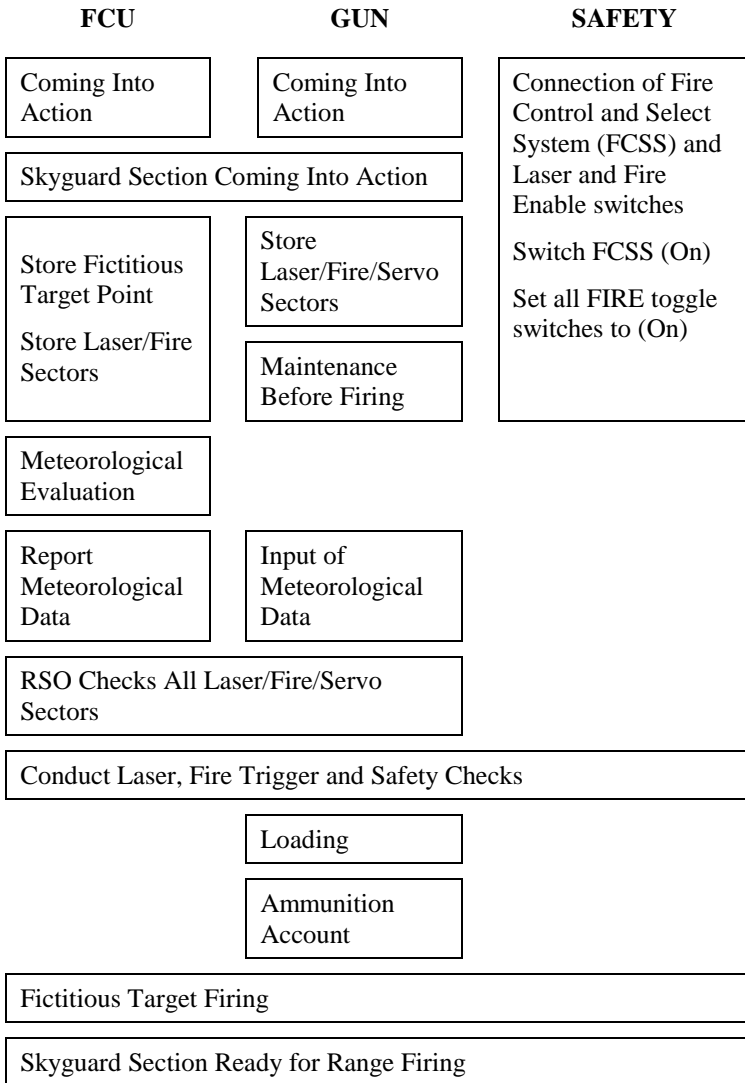 FCU
GUN
SAFETY
Coming Into
Action
Coming Into
Action
Connection of Fire
Control and Select
System (FCSS) and
Laser and Fire
Enable switches
Switch FCSS (On)
Set all FIRE toggle
switches to (On)
Skyguard Section Coming Into Action
Store Fictitious
Target Point
Store Laser/Fire
Sectors
Store
Laser/Fire/Servo
Sectors
Maintenance
Before Firing
Meteorological
Evaluation
Report
Meteorological
Data
Input of
Meteorological
Data
RSO Checks All Laser/Fire/Servo
Sectors
Conduct Laser, Fire Trigger and Safety Checks
Loading
Ammunition
Account
Fictitious Target Firing
Skyguard Section Ready for Range Firing